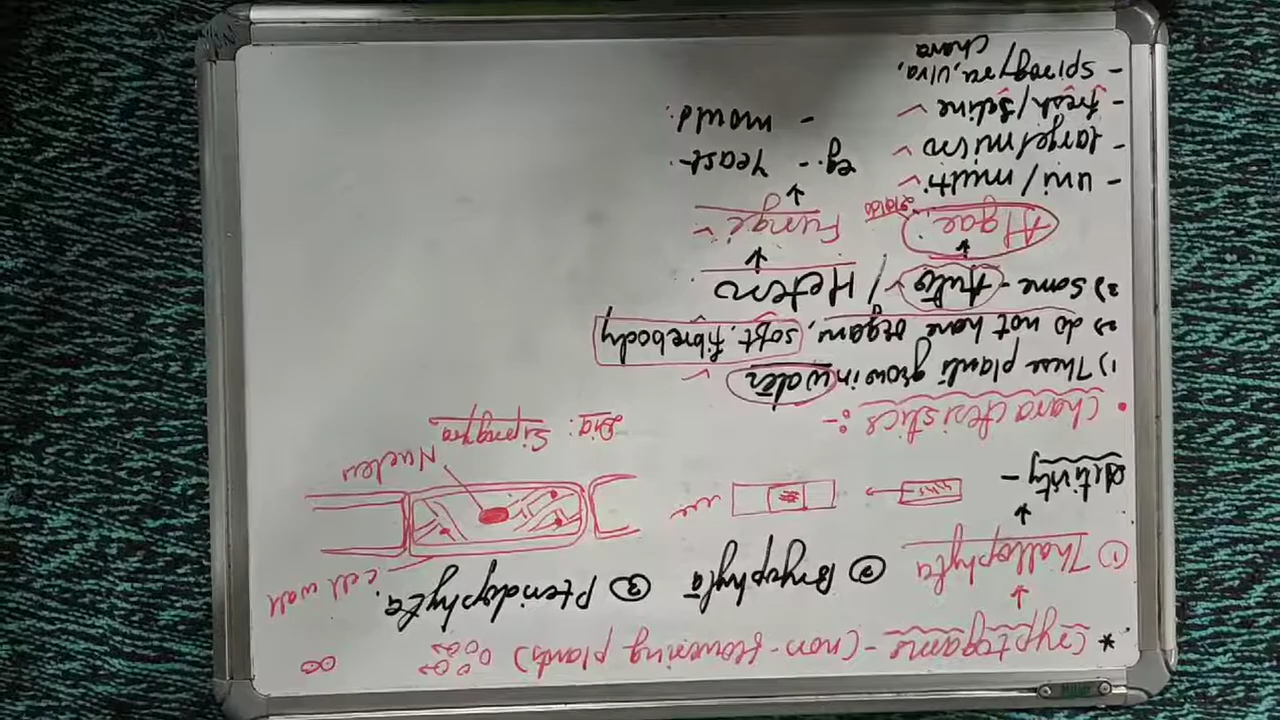 * Cryptogame - (non-flowering plants)
① Thallophyta ② Bryophyta ③ Pteridophyta.
cell wall
Activity -
Nucleus
Dia: Siprogyra
• Characteristics :-
1) These plants grow in water
2) do not have organs, soft, fibrebody
3) Some - Auto / Hetero
Algae Fungi
- uni/multi eg:- Yeast
- large/micro - mould
- fresh/Saline
- Spirogyra, Ulva,
Chara